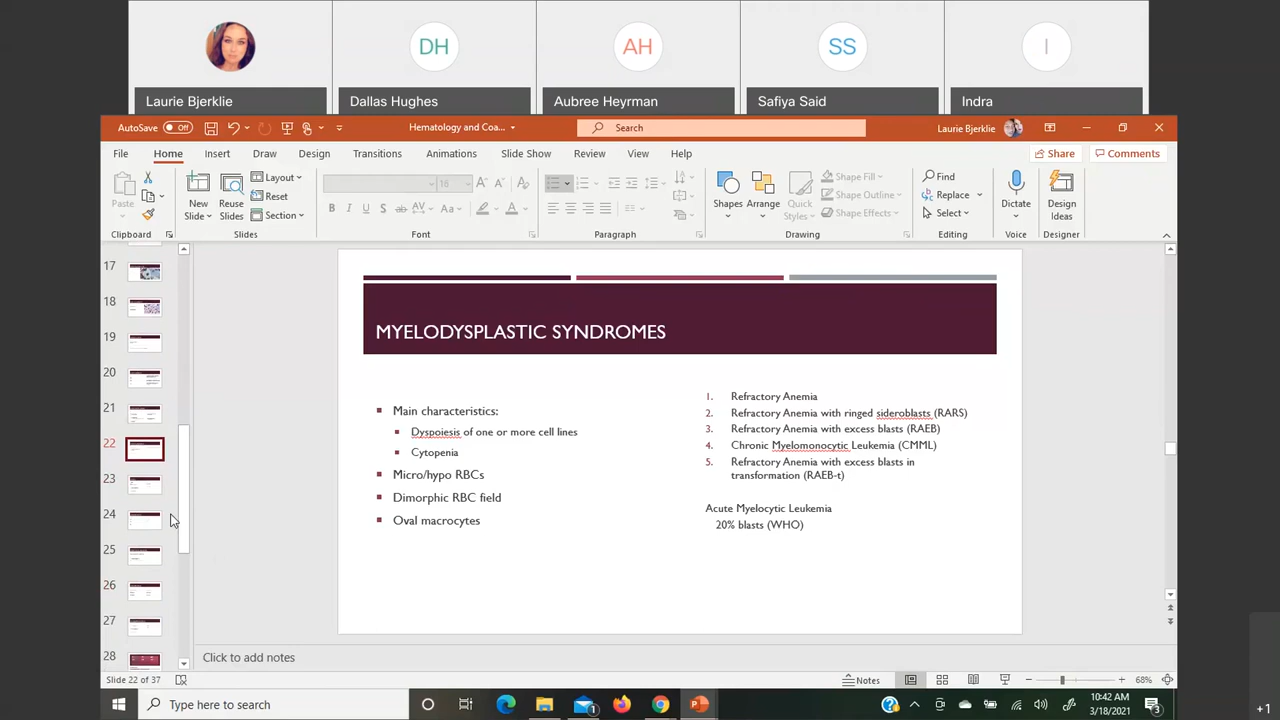 DH
AH
SS
I
Laurie Bjerklie
Dallas Hughes
Aubree Heyrman
Safiya Said
Indra
AutoSave
Off
Hematology and Coa...
Search
Laurie Bjerklie
File
Home
Insert
Draw
Design
Transitions
Animations
Slide Show
Review
View
Help
Share
Comments
Paste
New
Slide
Reuse
Slides
Layout
Reset
Section
18
B
I
U
S
ab
AV
Aa
A
Shapes
Arrange
Quick
Styles
Shape Fill
Shape Outline
Shape Effects
Find
Replace
Select
Dictate
Design
Ideas
Clipboard
Slides
Font
Paragraph
Drawing
Editing
Voice
Designer
17
18
19
20
21
22
23
24
25
26
27
28
MYELODYSPLASTIC SYNDROMES
Main characteristics:
Dyspoiesis of one or more cell lines
Cytopenia
Micro/hypo RBCs
Dimorphic RBC field
Oval macrocytes
1. Refractory Anemia
2. Refractory Anemia with ringed sideroblasts (RARS)
3. Refractory Anemia with excess blasts (RAEB)
4. Chronic Myelomonocytic Leukemia (CMML)
5. Refractory Anemia with excess blasts in
transformation (RAEB-t)
Acute Myelocytic Leukemia
20% blasts (WHO)
Click to add notes
Slide 22 of 37
Notes
68%
Type here to search
1
10:42 AM
3/18/2021
3
+1